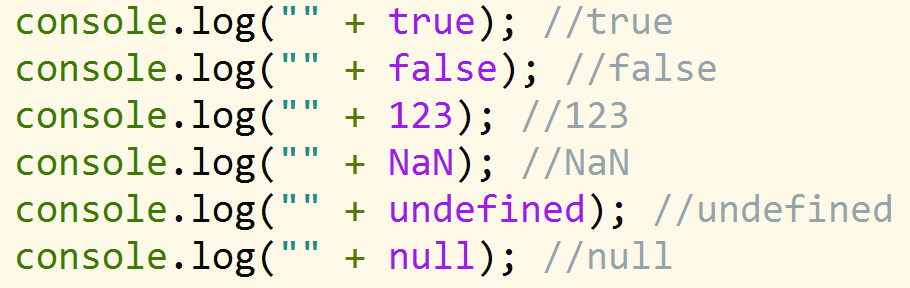 console.log("" + true); //true
console.log("" + false); //false
console.log("" + 123); //123
console.log("" + NaN); //NaN
console.log("" + undefined); //undefined
console.log("" + null); //null